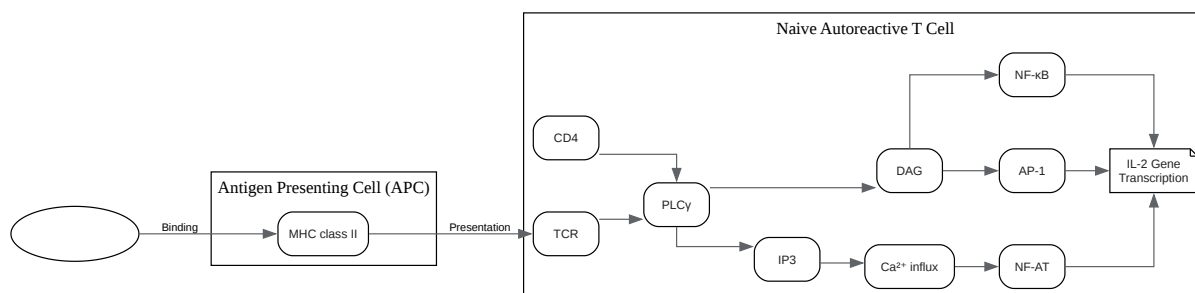 Naive Autoreactive T Cell
NF-κB
CD4
IL-2 Gene
Transcription
DAG
AP-1
Antigen Presenting Cell (APC)
PLCγ
Binding
MHC class II
Presentation
TCR
IP3
Ca²⁺ influx
NF-AT